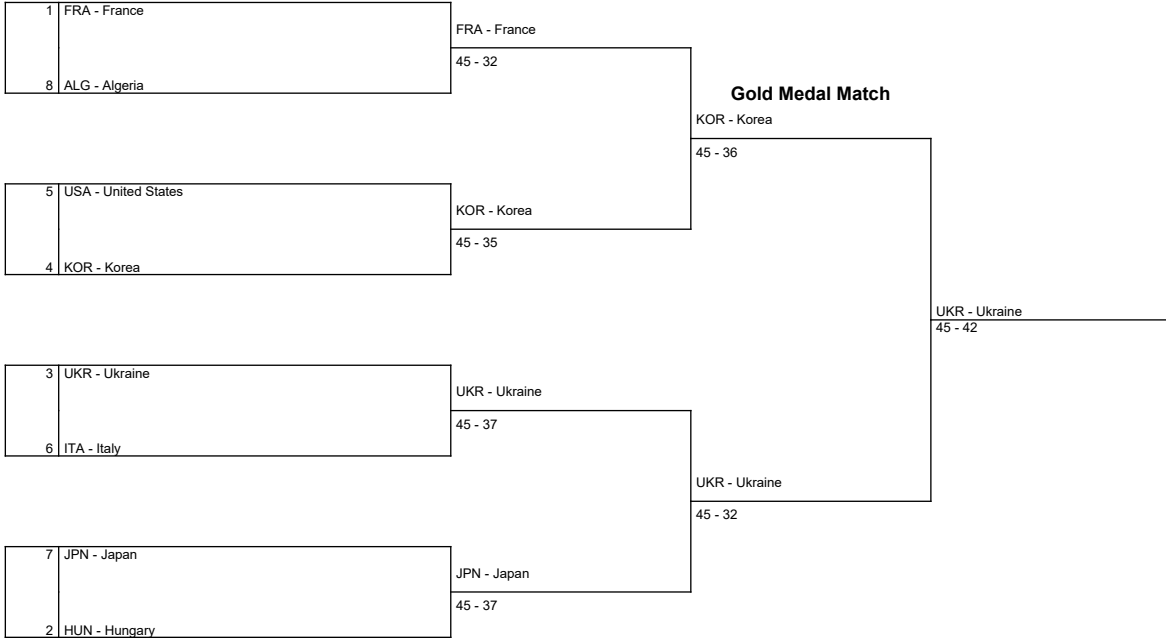 1 FRA - France
FRA - France
45 - 32
8 ALG - Algeria
Gold Medal Match
KOR - Korea
45 - 36
5 USA - United States
KOR - Korea
45 - 35
4 KOR - Korea
UKR - Ukraine
45 - 42
3 UKR - Ukraine
UKR - Ukraine
45 - 37
6 ITA - Italy
UKR - Ukraine
45 - 32
7 JPN - Japan
JPN - Japan
45 - 37
2 HUN - Hungary